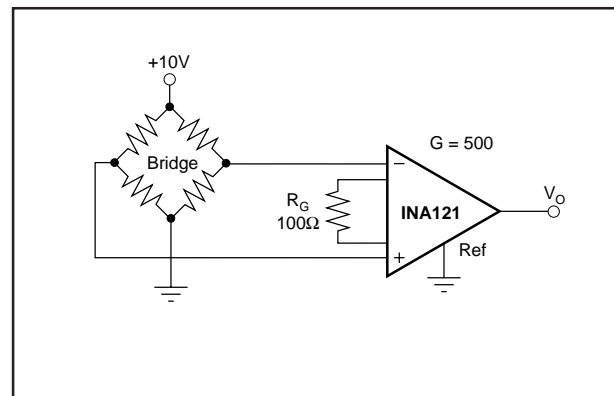 +10V
Bridge
G = 500
−
R_G
100Ω
INA121
V_O
+
Ref